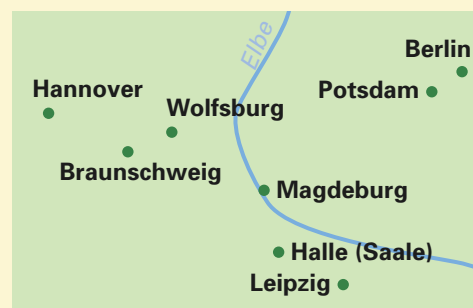 Elbe
Berlin
Hannover
Potsdam
Wolfsburg
Braunschweig
Magdeburg
Halle (Saale)
Leipzig